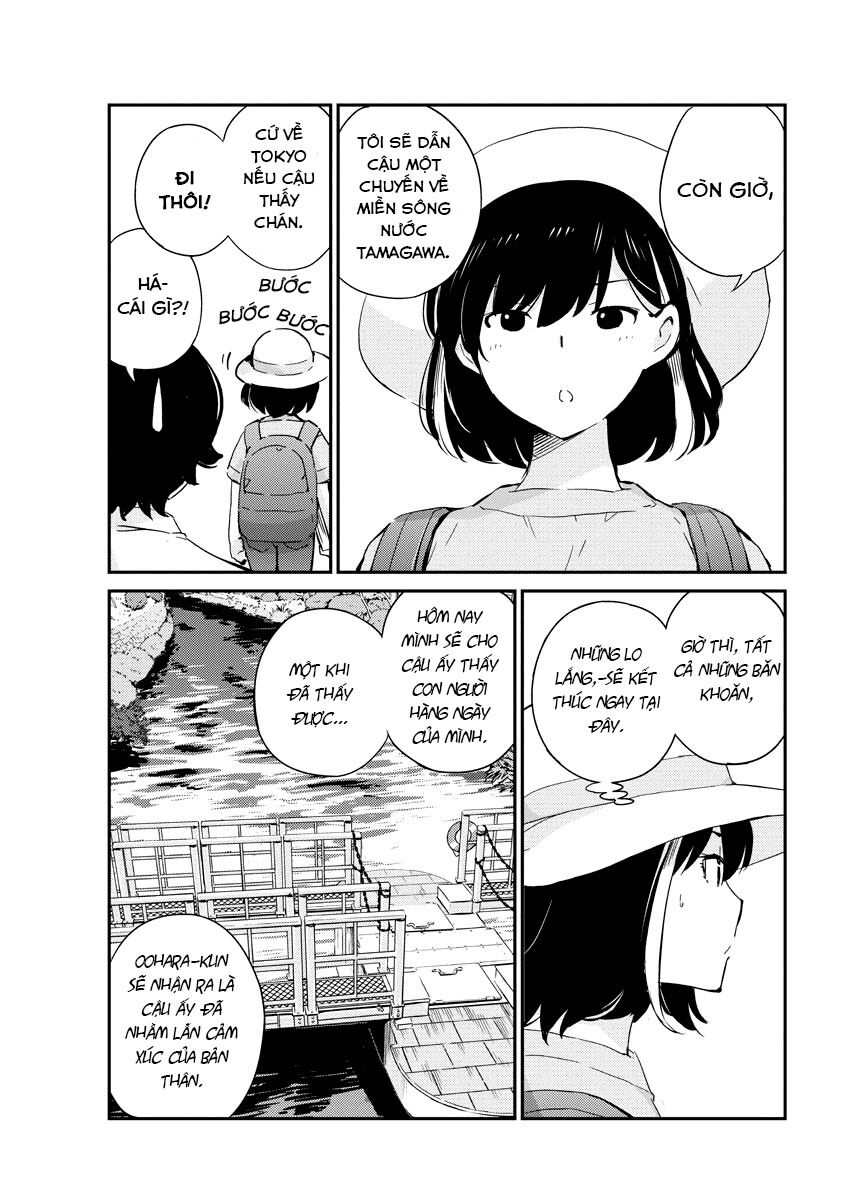 CÒN GIỜ,
TÔI SẼ DẪN
CẬU MỘT
CHUYẾN VỀ
MIỀN SÔNG
NƯỚC
TAMAGAWA.
CỨ VỀ
TOKYO
NẾU CẬU
THẤY
CHÁN.
ĐI
THÔI!
BƯỚC
BƯỚC BƯỚC
HÁ-
CÁI GÌ?!
GIỜ THÌ, TẤT
CẢ NHỮNG BĂN
KHOĂN,
NHỮNG LO
LẮNG,-SẼ KẾT
THÚC NGAY TẠI
ĐÂY.
HÔM NAY
MÌNH SẼ CHO
CẬU ẤY THẤY
CON NGƯỜI
HÀNG NGÀY
CỦA MÌNH.
MỘT KHI
ĐÃ THẤY
ĐƯỢC...
OOHARA-KUN
SẼ NHẬN RA LÀ
CẬU ẤY ĐÃ
NHẦM LẪN CẢM
XÚC CỦA BẢN
THÂN.